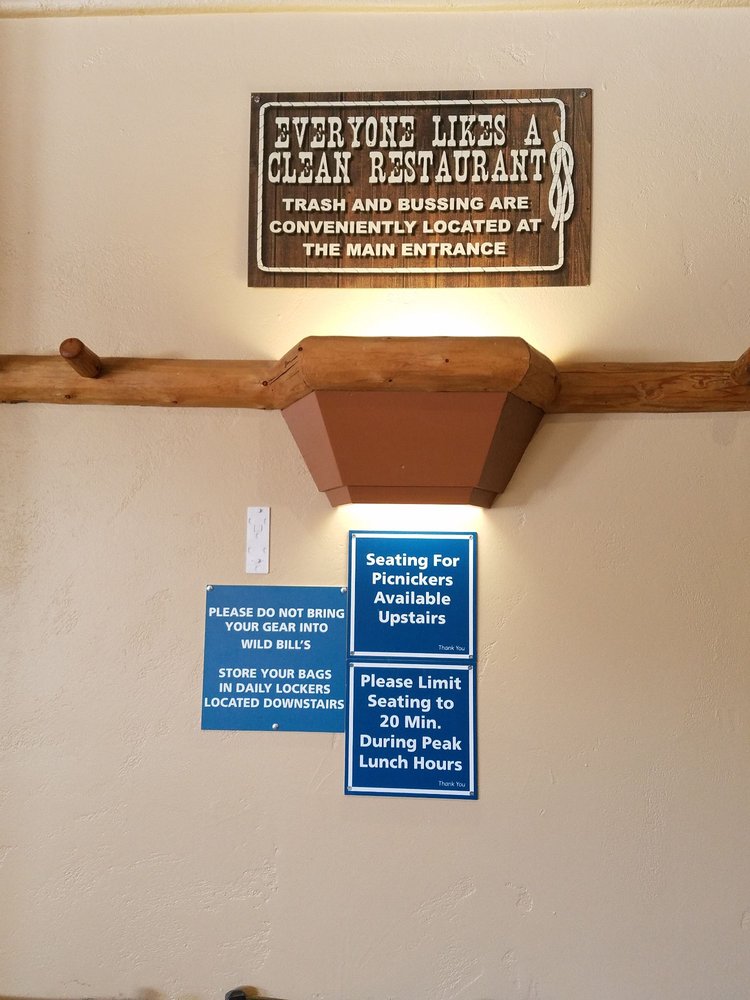 EVERYONE LIKES A
CLEAN RESTAURANT
TRASH AND BUSSING ARE
CONVENIENTLY LOCATED AT
THE MAIN ENTRANCE
Seating For
Picnickers
Available
Upstairs
Thank You
PLEASE DO NOT BRING
YOUR GEAR INTO
WILD BILL'S
STORE YOUR BAGS
IN DAILY LOCKERS
LOCATED DOWNSTAIRS
Please Limit
Seating to
20 Min.
During Peak
Lunch Hours
Thank You